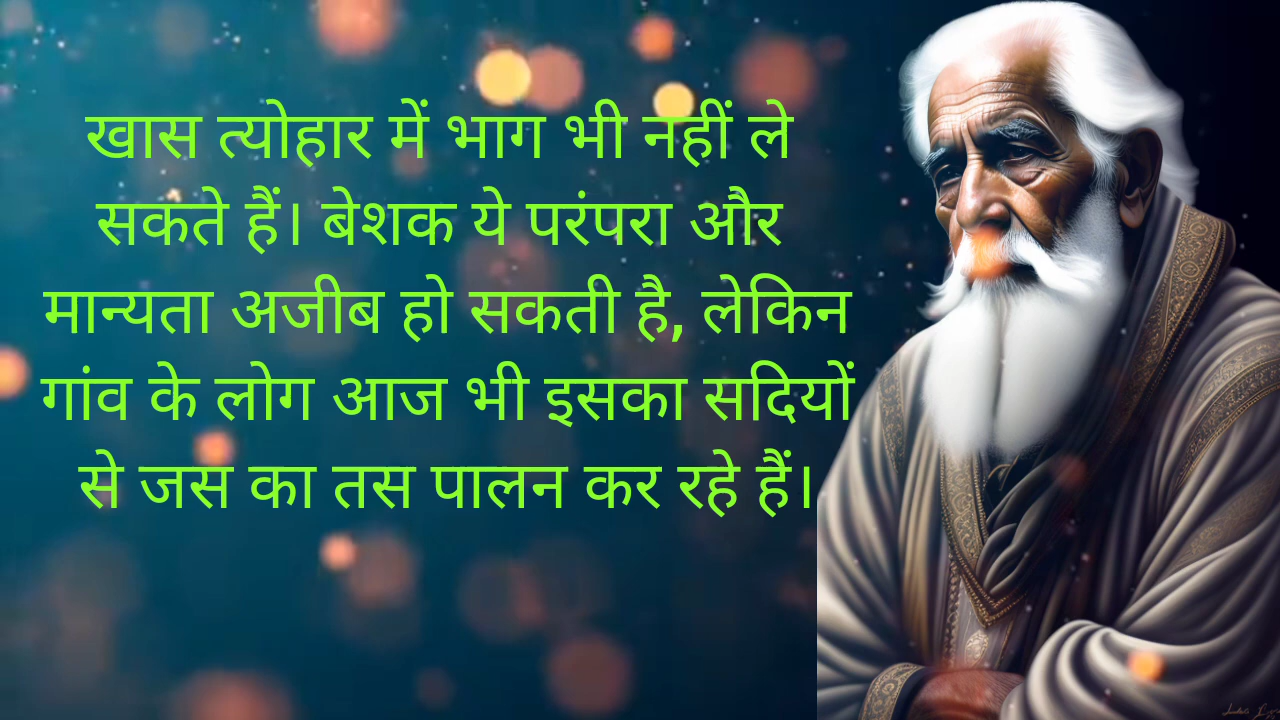 खास त्योहार में भाग भी नहीं ले
सकते हैं। बेशक ये परंपरा और
मान्यता अजीब हो सकती है, लेकिन
गांव के लोग आज भी इसका सदियों
से जस का तस पालन कर रहे हैं।